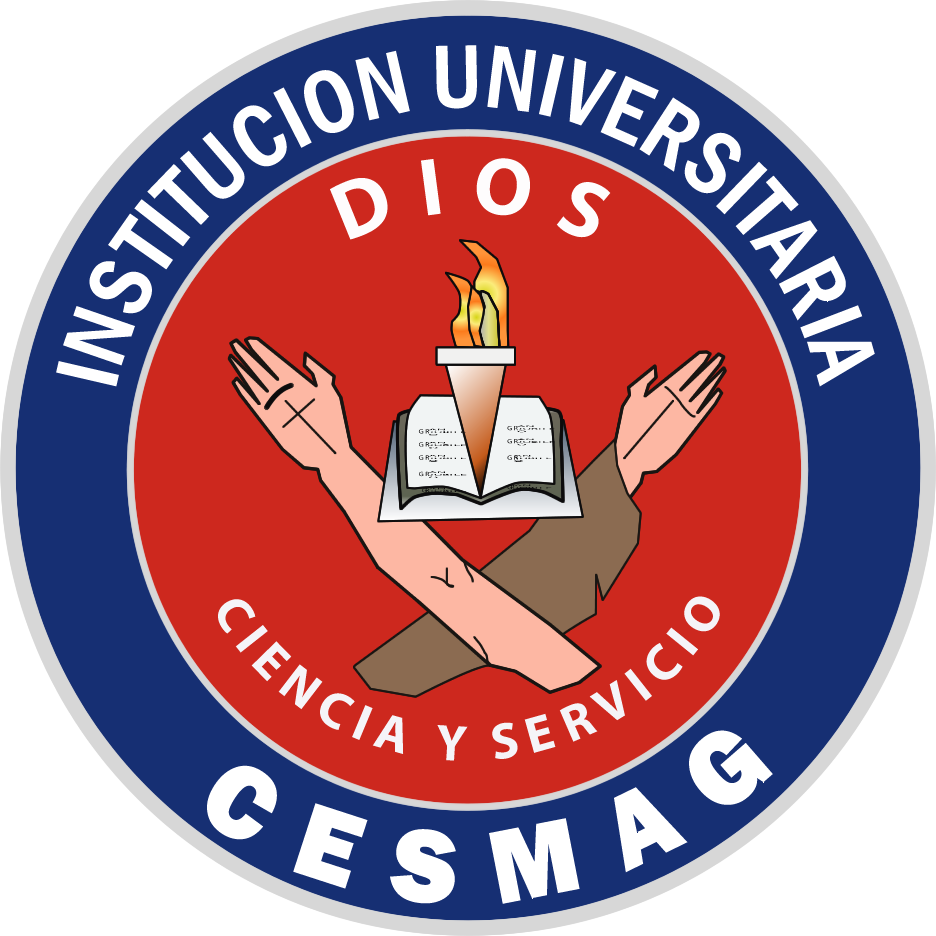 INSTITUCION UNIVERSITARIA
DIOS
CIENCIA Y SERVICIO
CESMAG